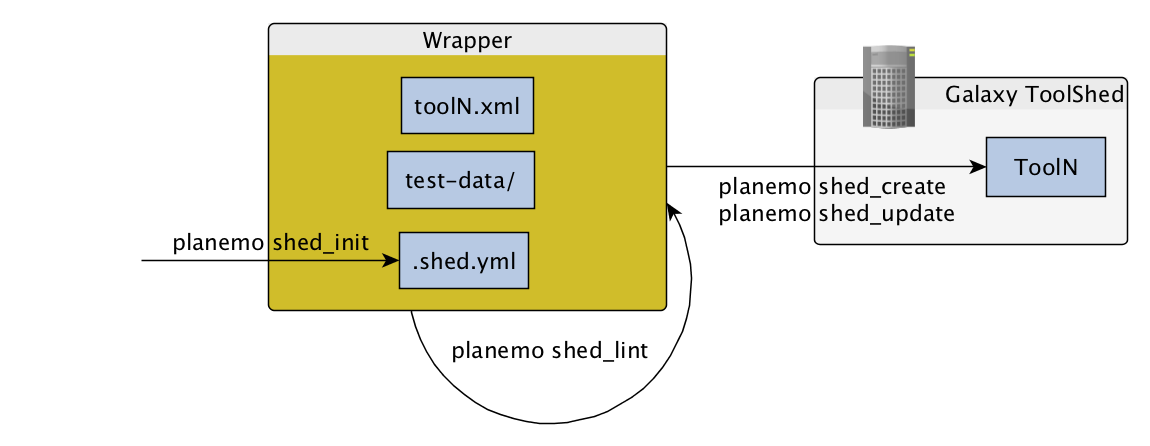 Wrapper
toolN.xml
test-data/
planemo shed_init
.shed.yml
planemo shed_lint
Galaxy ToolShed
ToolN
planemo shed_create
planemo shed_update